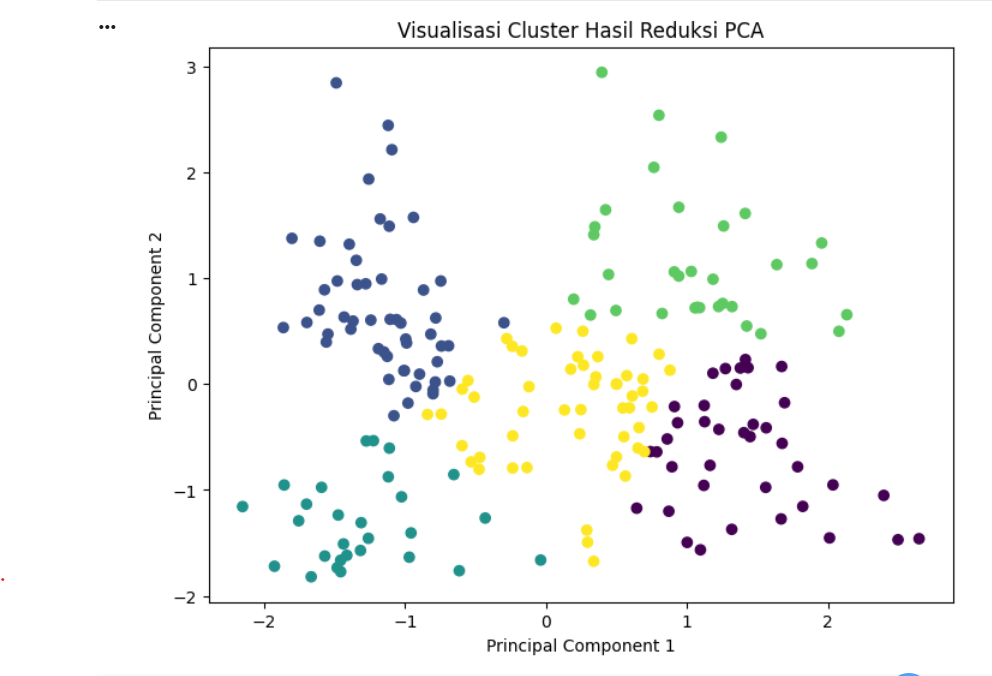 ...
Visualisasi Cluster Hasil Reduksi PCA
3
2
1
0
−1
−2
Principal Component 2
−2 −1 0 1 2
Principal Component 1